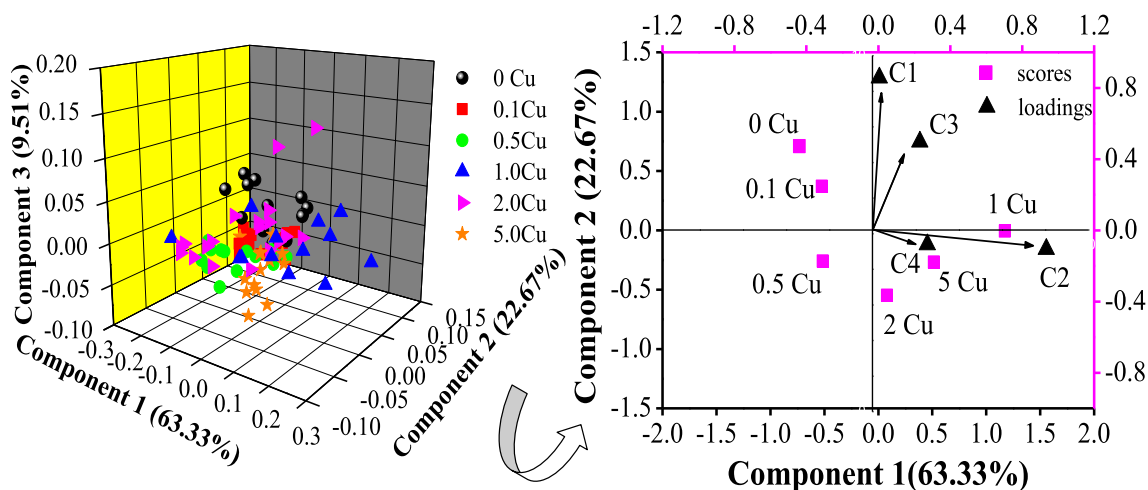 0.20
0.15
0.10
0.05
0.00
-0.05
-0.10
Component 3 (9.51%)
-0.3
-0.2
-0.1
0.0
0.1
0.2
0.3
Component 1 (63.33%)
-0.10
-0.05
0.00
0.05
0.10
0.15
Component 2 (22.67%)
0 Cu
0.1Cu
0.5Cu
1.0Cu
2.0Cu
5.0Cu
-1.2 -0.8 -0.4 0.0 0.4 0.8 1.2
1.5
1.0
0.5
0.0
-0.5
-1.0
-1.5
Component 2 (22.67%)
C1
scores
loadings
C3
0 Cu
0.1 Cu
1 Cu
0.5 Cu
C4
5 Cu
C2
2 Cu
0.8
0.4
0.0
-0.4
-0.8
-2.0 -1.5 -1.0 -0.5 0.0 0.5 1.0 1.5 2.0
Component 1(63.33%)